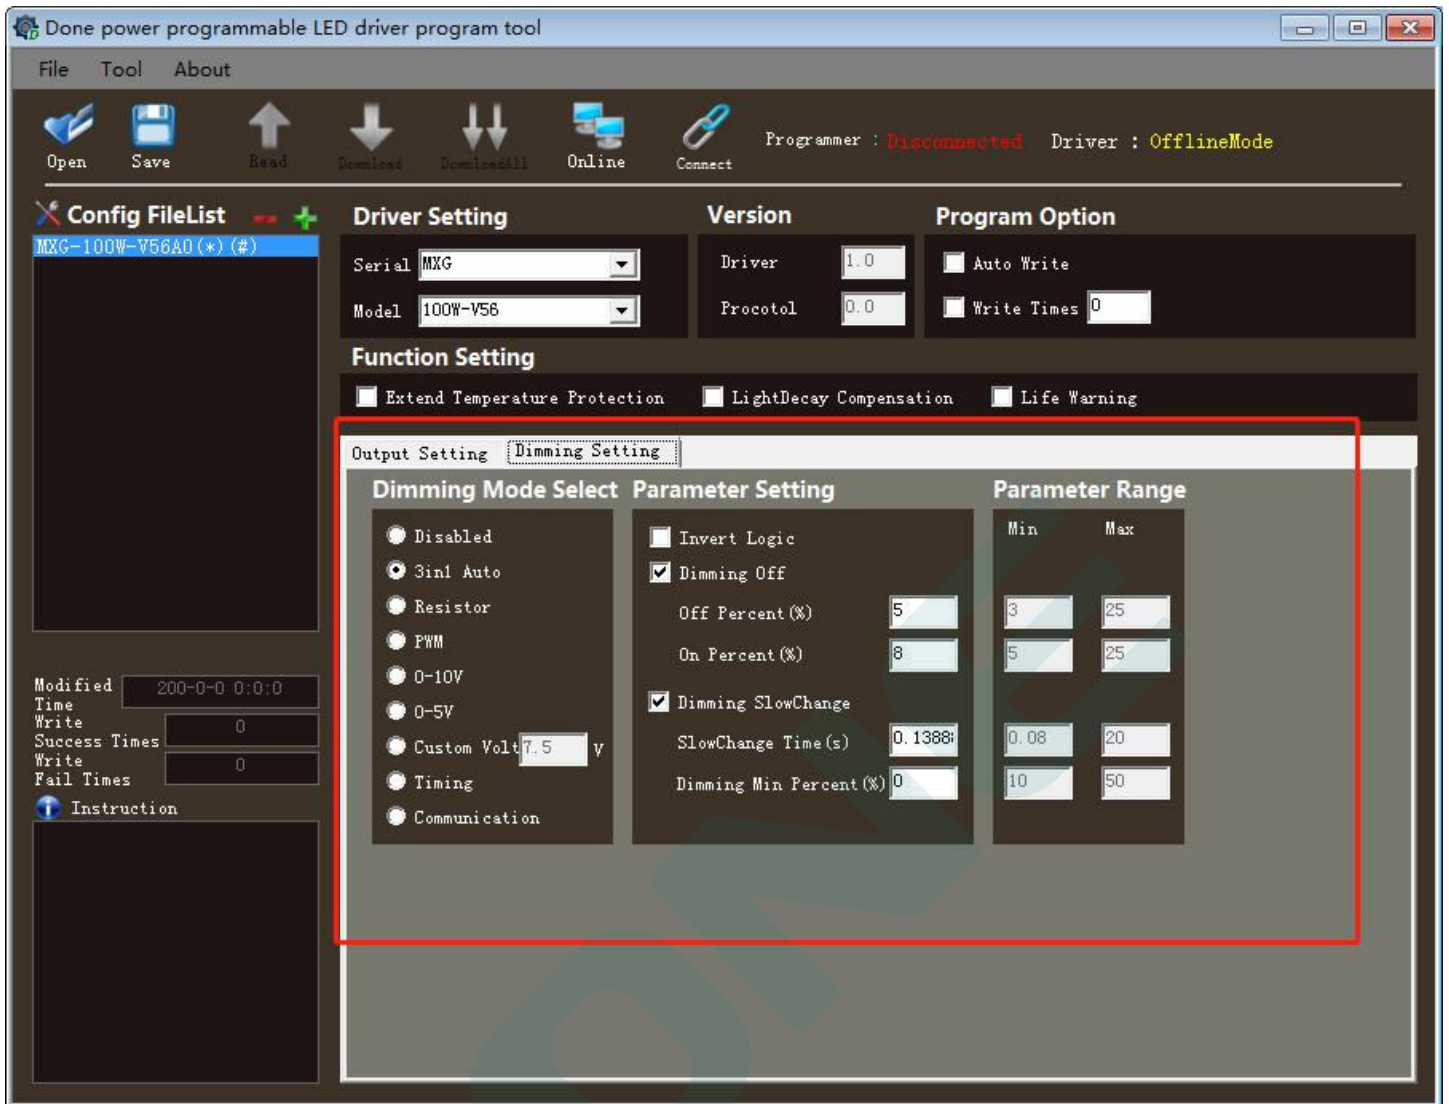 Done power programmable LED driver program tool
File Tool About
Open Save Read Download DownloadAll Online Connect Programmer : Disconnected Driver : OfflineMode
Config FileList
MXG-100W-V56A0(*)(#)
Modified Time 200-0-0 0:0:0
Write Success Times 0
Write Fail Times 0
Instruction
Driver Setting
Serial MXG
Model 100W-V56
Version
Driver 1.0
Procotol 0.0
Program Option
Auto Write
Write Times 0
Function Setting
Extend Temperature Protection LightDecay Compensation Life Warning
Output Setting Dimming Setting
Dimming Mode Select
Disabled
3in1 Auto
Resistor
PWM
0-10V
0-5V
Custom Volt 7.5 V
Timing
Communication
Parameter Setting
Invert Logic
Dimming Off
Off Percent(%) 5
On Percent(%) 8
Dimming SlowChange
SlowChange Time(s) 0.1388
Dimming Min Percent(%) 0
Parameter Range
Min Max
3 25
5 25
0.08 20
10 50